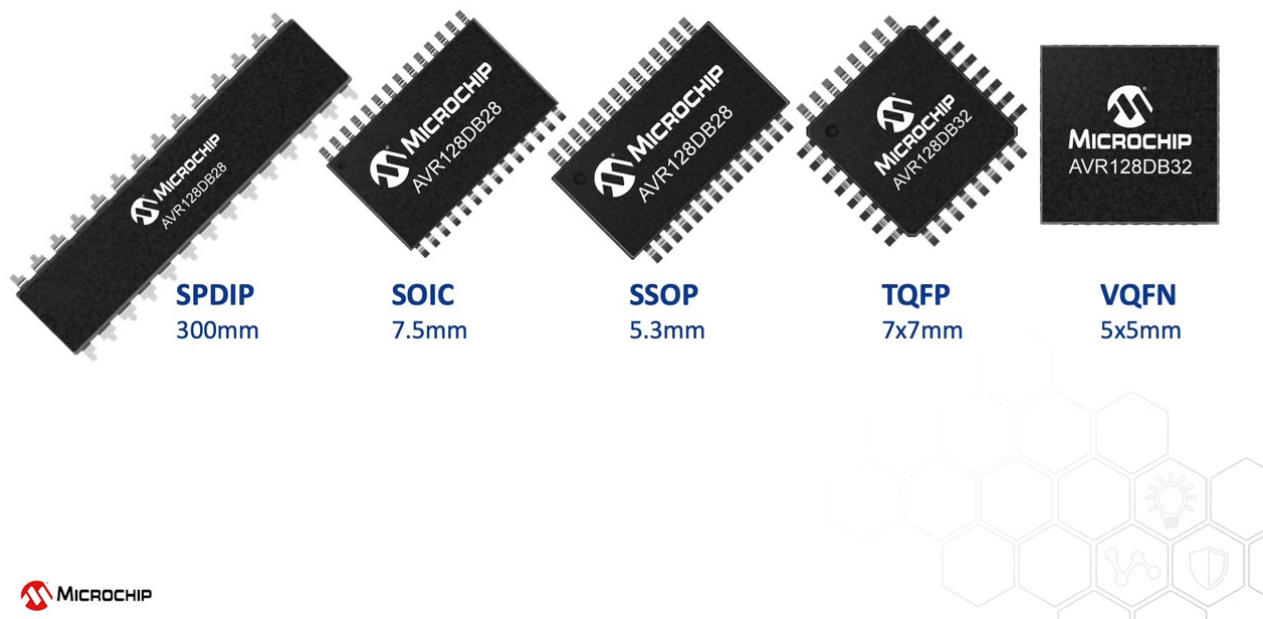 MICROCHIP
AVR128DB28
MICROCHIP
AVR128DB28
MICROCHIP
AVR128DB28
MICROCHIP
AVR128DB32
MICROCHIP
AVR128DB32
SPDIP
300mm
SOIC
7.5mm
SSOP
5.3mm
TQFP
7x7mm
VQFN
5x5mm
MICROCHIP